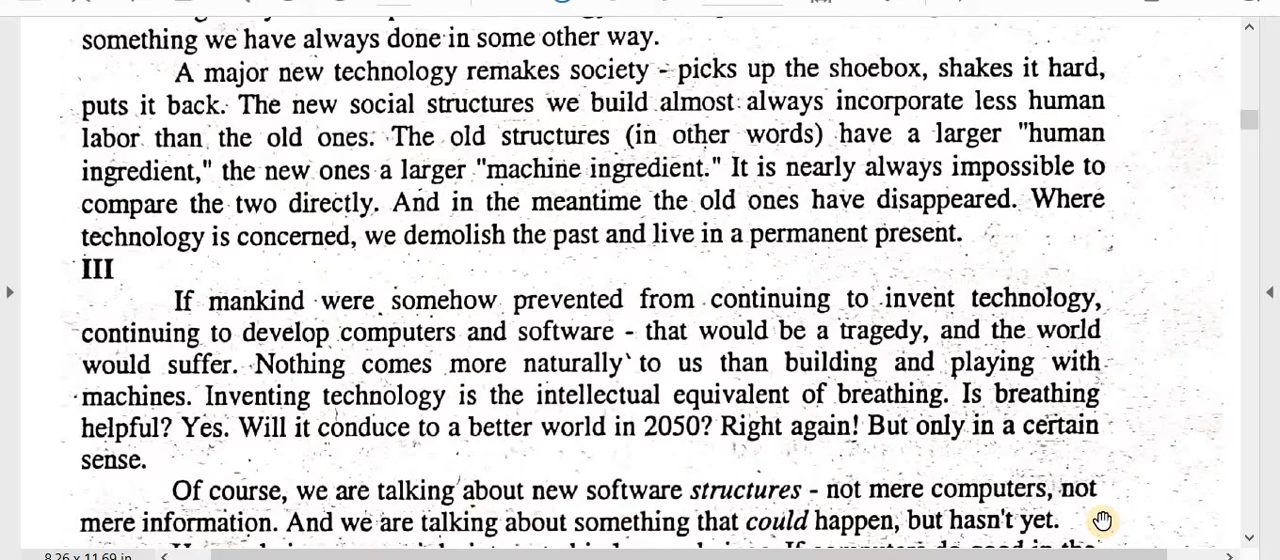 something we have always done in some other way.
A major new technology remakes society - picks up the shoebox, shakes it hard,
puts it back. The new social structures we build almost always incorporate less human
labor than the old ones. The old structures (in other words) have a larger "human
ingredient," the new ones a larger "machine ingredient." It is nearly always impossible to
compare the two directly. And in the meantime the old ones have disappeared. Where
technology is concerned, we demolish the past and live in a permanent present.
III
If mankind were somehow prevented from continuing to invent technology,
continuing to develop computers and software - that would be a tragedy, and the world
would suffer. Nothing comes more naturally to us than building and playing with
machines. Inventing technology is the intellectual equivalent of breathing. Is breathing
helpful? Yes. Will it conduce to a better world in 2050? Right again! But only in a certain
sense.
Of course, we are talking about new software structures - not mere computers, not
mere information. And we are talking about something that could happen, but hasn't yet.
8.26 x 11.69 in